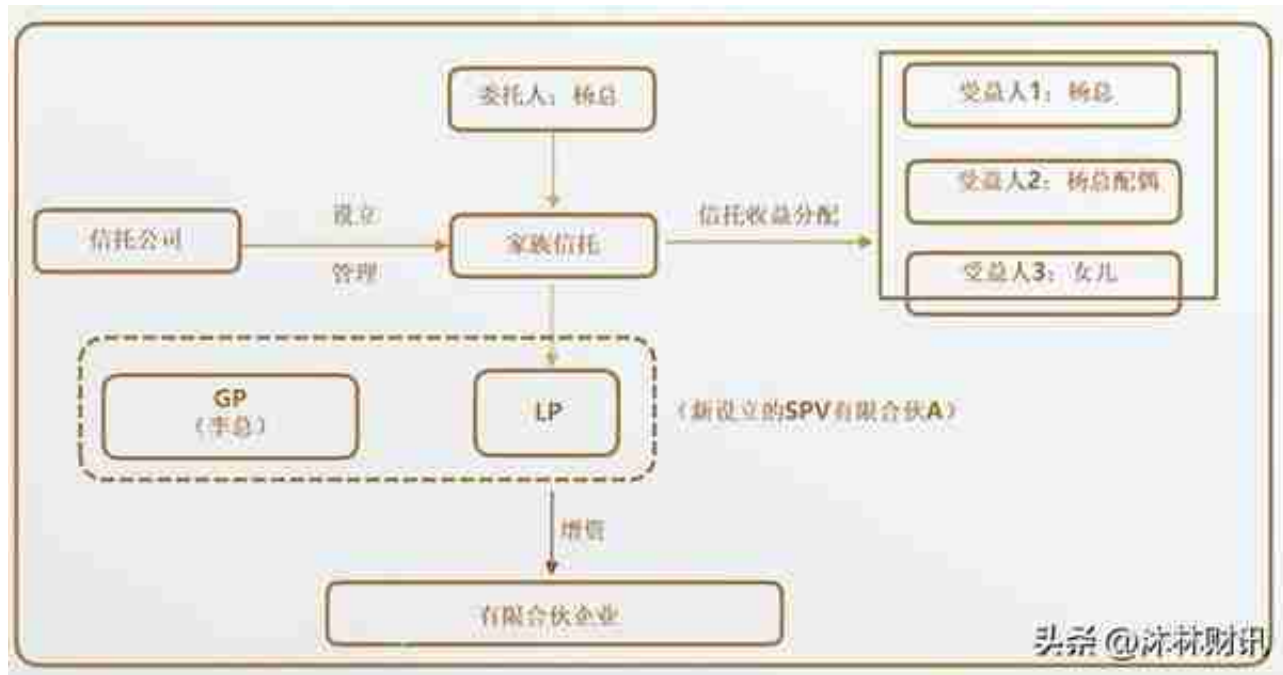 委托人：杨总
受益人1：杨总
受益人2：杨总配偶
受益人3：女儿
信托公司
设立
管理
家族信托
信托收益分配
GP
（李总）
LP
（新设立的SPV有限合伙A）
增资
有限合伙企业
头条 @沐林财讯